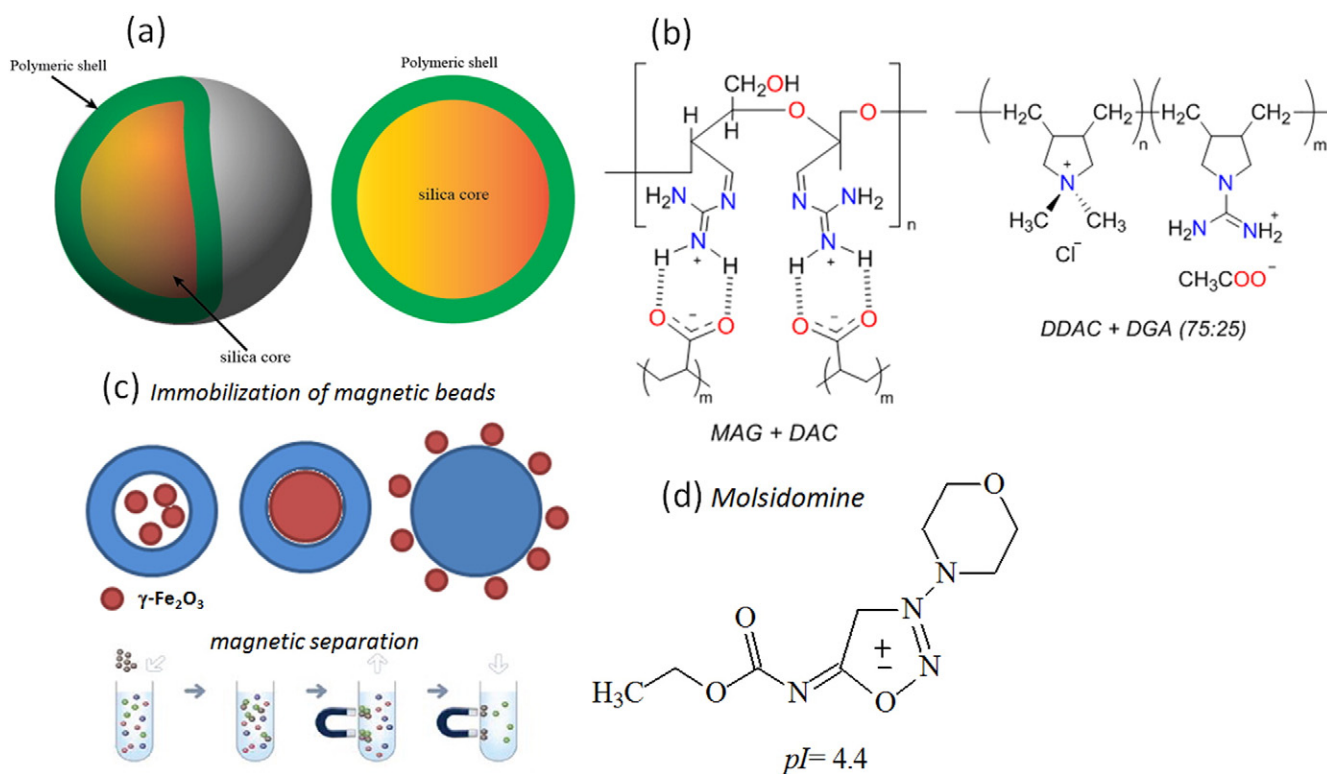 (a)
Polymeric shell
silica core
Polymeric shell
silica core
(b)
CH2OH
H
H
O
O
NH2
N
N
NH2
n
H
N
+
H
H
N
+
H
O
−
O
O
−
O
m
m
MAG + DAC
H2C
CH2
n
H2C
CH2
m
+
N
H3C
CH3
Cl−
N
H2N
NH2
+
CH3COO−
DDAC + DGA (75:25)
(c) Immobilization of magnetic beads
γ-Fe2O3
magnetic separation
(d) Molsidomine
O
N
N
N
O
+
−
O
H3C
O
N
pI= 4.4